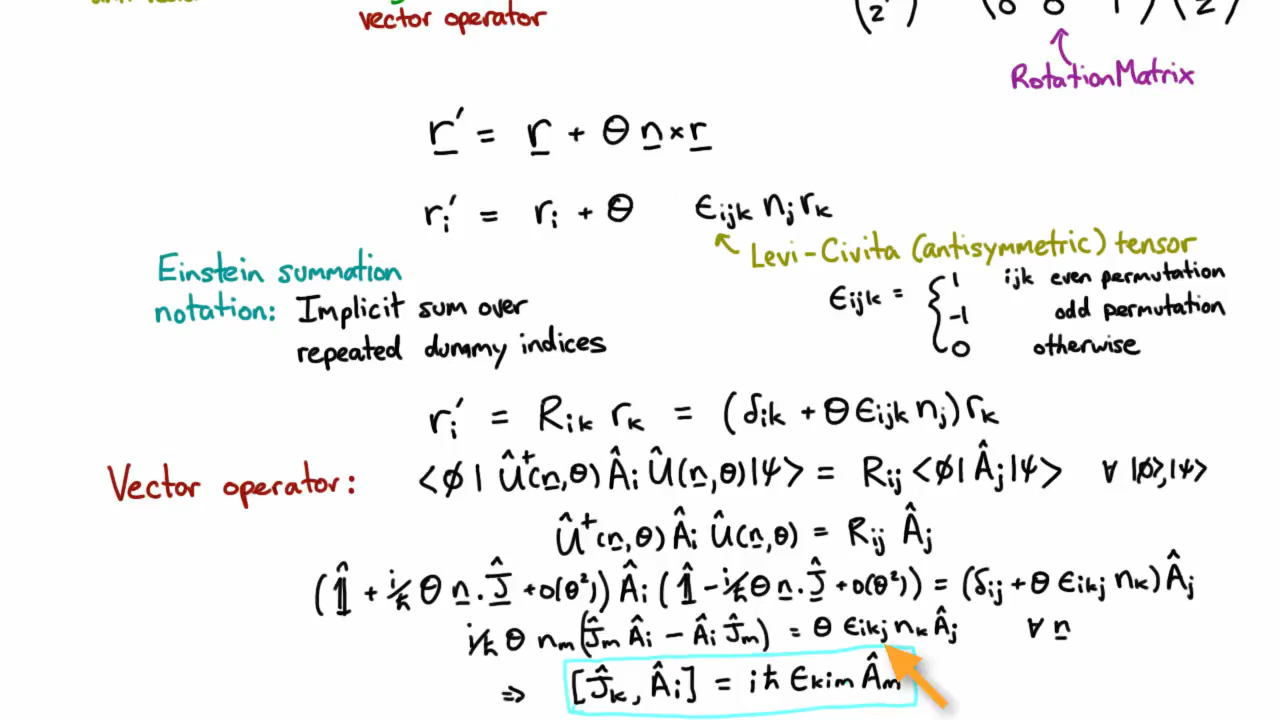 vector operator
RotationMatrix
r' = r + θ n×r
rᵢ' = rᵢ + θ ϵᵢⱼₖ nⱼ rₖ
Levi-Civita (antisymmetric) tensor
Einstein summation
notation: Implicit sum over
repeated dummy indices
ϵijk = { 1 ijk even permutation
-1 odd permutation
0 otherwise
rᵢ' = Rᵢₖ rₖ = (δᵢₖ + θ ϵᵢⱼₖ nⱼ) rₖ
Vector operator: <ϕ| Û†(n,θ) Âᵢ Û(n,θ)|ψ> = Rᵢⱼ <ϕ| Âⱼ |ψ> ∀ |ϕ>,|ψ>
Û†(n,θ) Âᵢ Û(n,θ) = Rᵢⱼ Âⱼ
(𝟙̂ + i/ħ θ n.Ĵ + O(θ²)) Âᵢ (𝟙̂ - i/ħ θ n.Ĵ + O(θ²)) = (δᵢⱼ + θ ϵᵢₖⱼ nₖ) Âⱼ
i/ħ θ nₘ (Ĵₘ Âᵢ - Âᵢ Ĵₘ) = θ ϵᵢₖⱼ nₖ Âⱼ ∀ n
⇒ [Ĵₖ, Âᵢ] = iħ ϵₖᵢₘ Âₘ